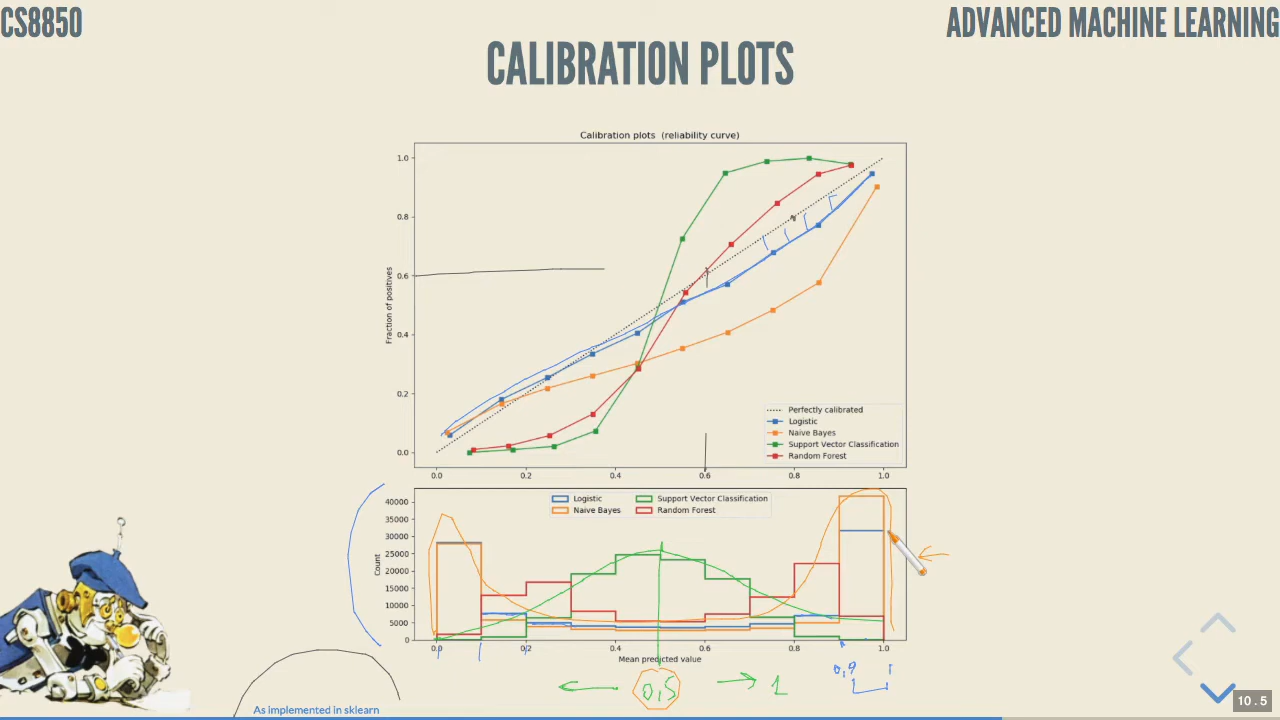 CS8850
ADVANCED MACHINE LEARNING
CALIBRATION PLOTS
Calibration plots (reliability curve)
1.0
0.8
0.6
0.4
0.2
0.0
Fraction of positives
Perfectly calibrated
Logistic
Naive Bayes
Support Vector Classification
Random Forest
0.0 0.2 0.4 0.6 0.8 1.0
Logistic Support Vector Classification
Naive Bayes Random Forest
40000
35000
30000
25000
20000
15000
10000
5000
0
Count
0.0 0.2 0.4 0.6 0.8 1.0
Mean predicted value
0,9 1
0,5 1
As implemented in sklearn
10.5